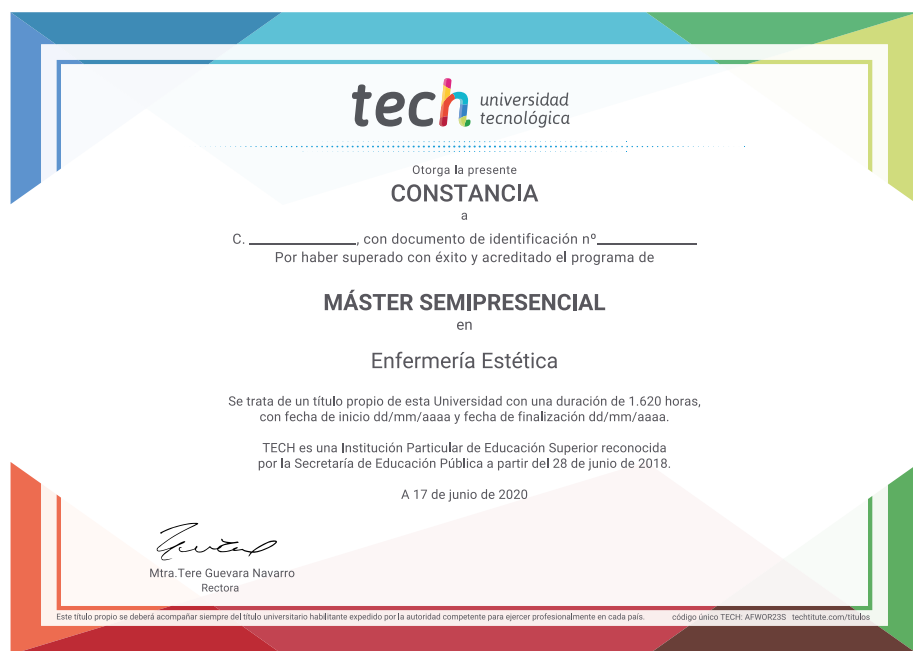 tech universidad
tecnológica
Otorga la presente
CONSTANCIA
a
C. ____________, con documento de identificación nº___________
Por haber superado con éxito y acreditado el programa de
MÁSTER SEMIPRESENCIAL
en
Enfermería Estética
Se trata de un título propio de esta Universidad con una duración de 1.620 horas,
con fecha de inicio dd/mm/aaaa y fecha de finalización dd/mm/aaaa.
TECH es una Institución Particular de Educación Superior reconocida
por la Secretaría de Educación Pública a partir del 28 de junio de 2018.
A 17 de junio de 2020
Mtra.Tere Guevara Navarro
Rectora
Este título propio se deberá acompañar siempre del título universitario habilitante expedido por la autoridad competente para ejercer profesionalmente en cada país. código único TECH: AFWOR23S techtitute.com/titulos